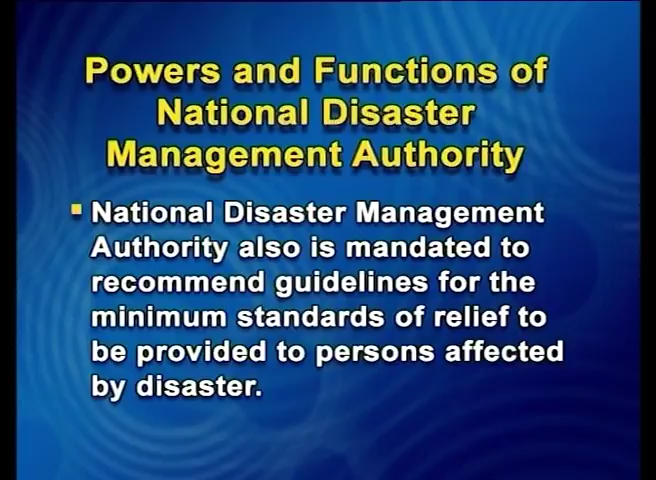 Powers and Functions of
National Disaster
Management Authority
▪ National Disaster Management
Authority also is mandated to
recommend guidelines for the
minimum standards of relief to
be provided to persons affected
by disaster.